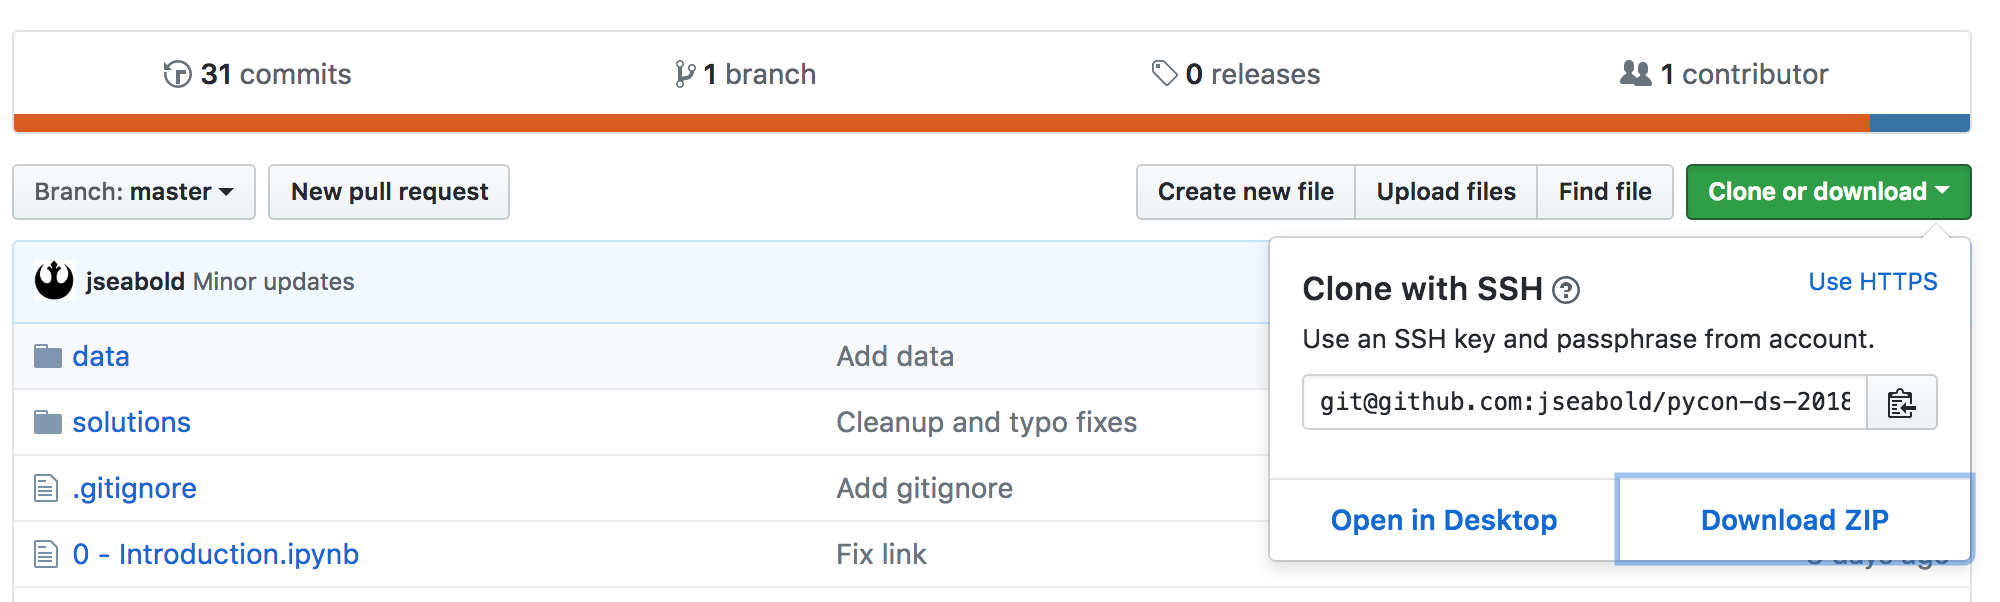 31 commits
1 branch
0 releases
1 contributor
Branch: master
New pull request
Create new file
Upload files
Find file
Clone or download
jseabold Minor updates
Clone with SSH
Use HTTPS
Use an SSH key and passphrase from account.
git@github.com:jseabold/pycon-ds-2018
Open in Desktop
Download ZIP
data
Add data
solutions
Cleanup and typo fixes
.gitignore
Add gitignore
0 - Introduction.ipynb
Fix link
days ago